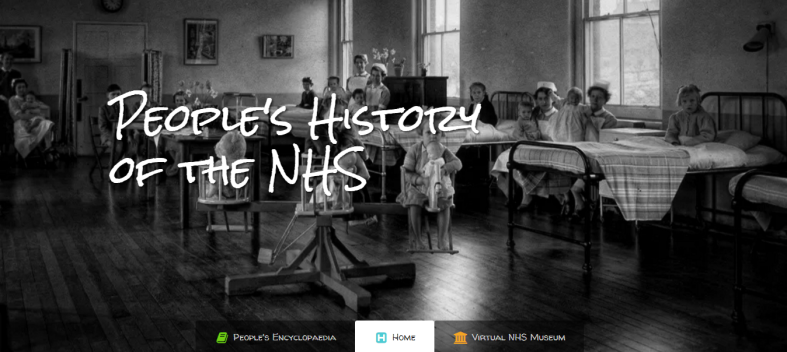 People's History
of the NHS
People's Encyclopaedia
Home
Virtual NHS Museum